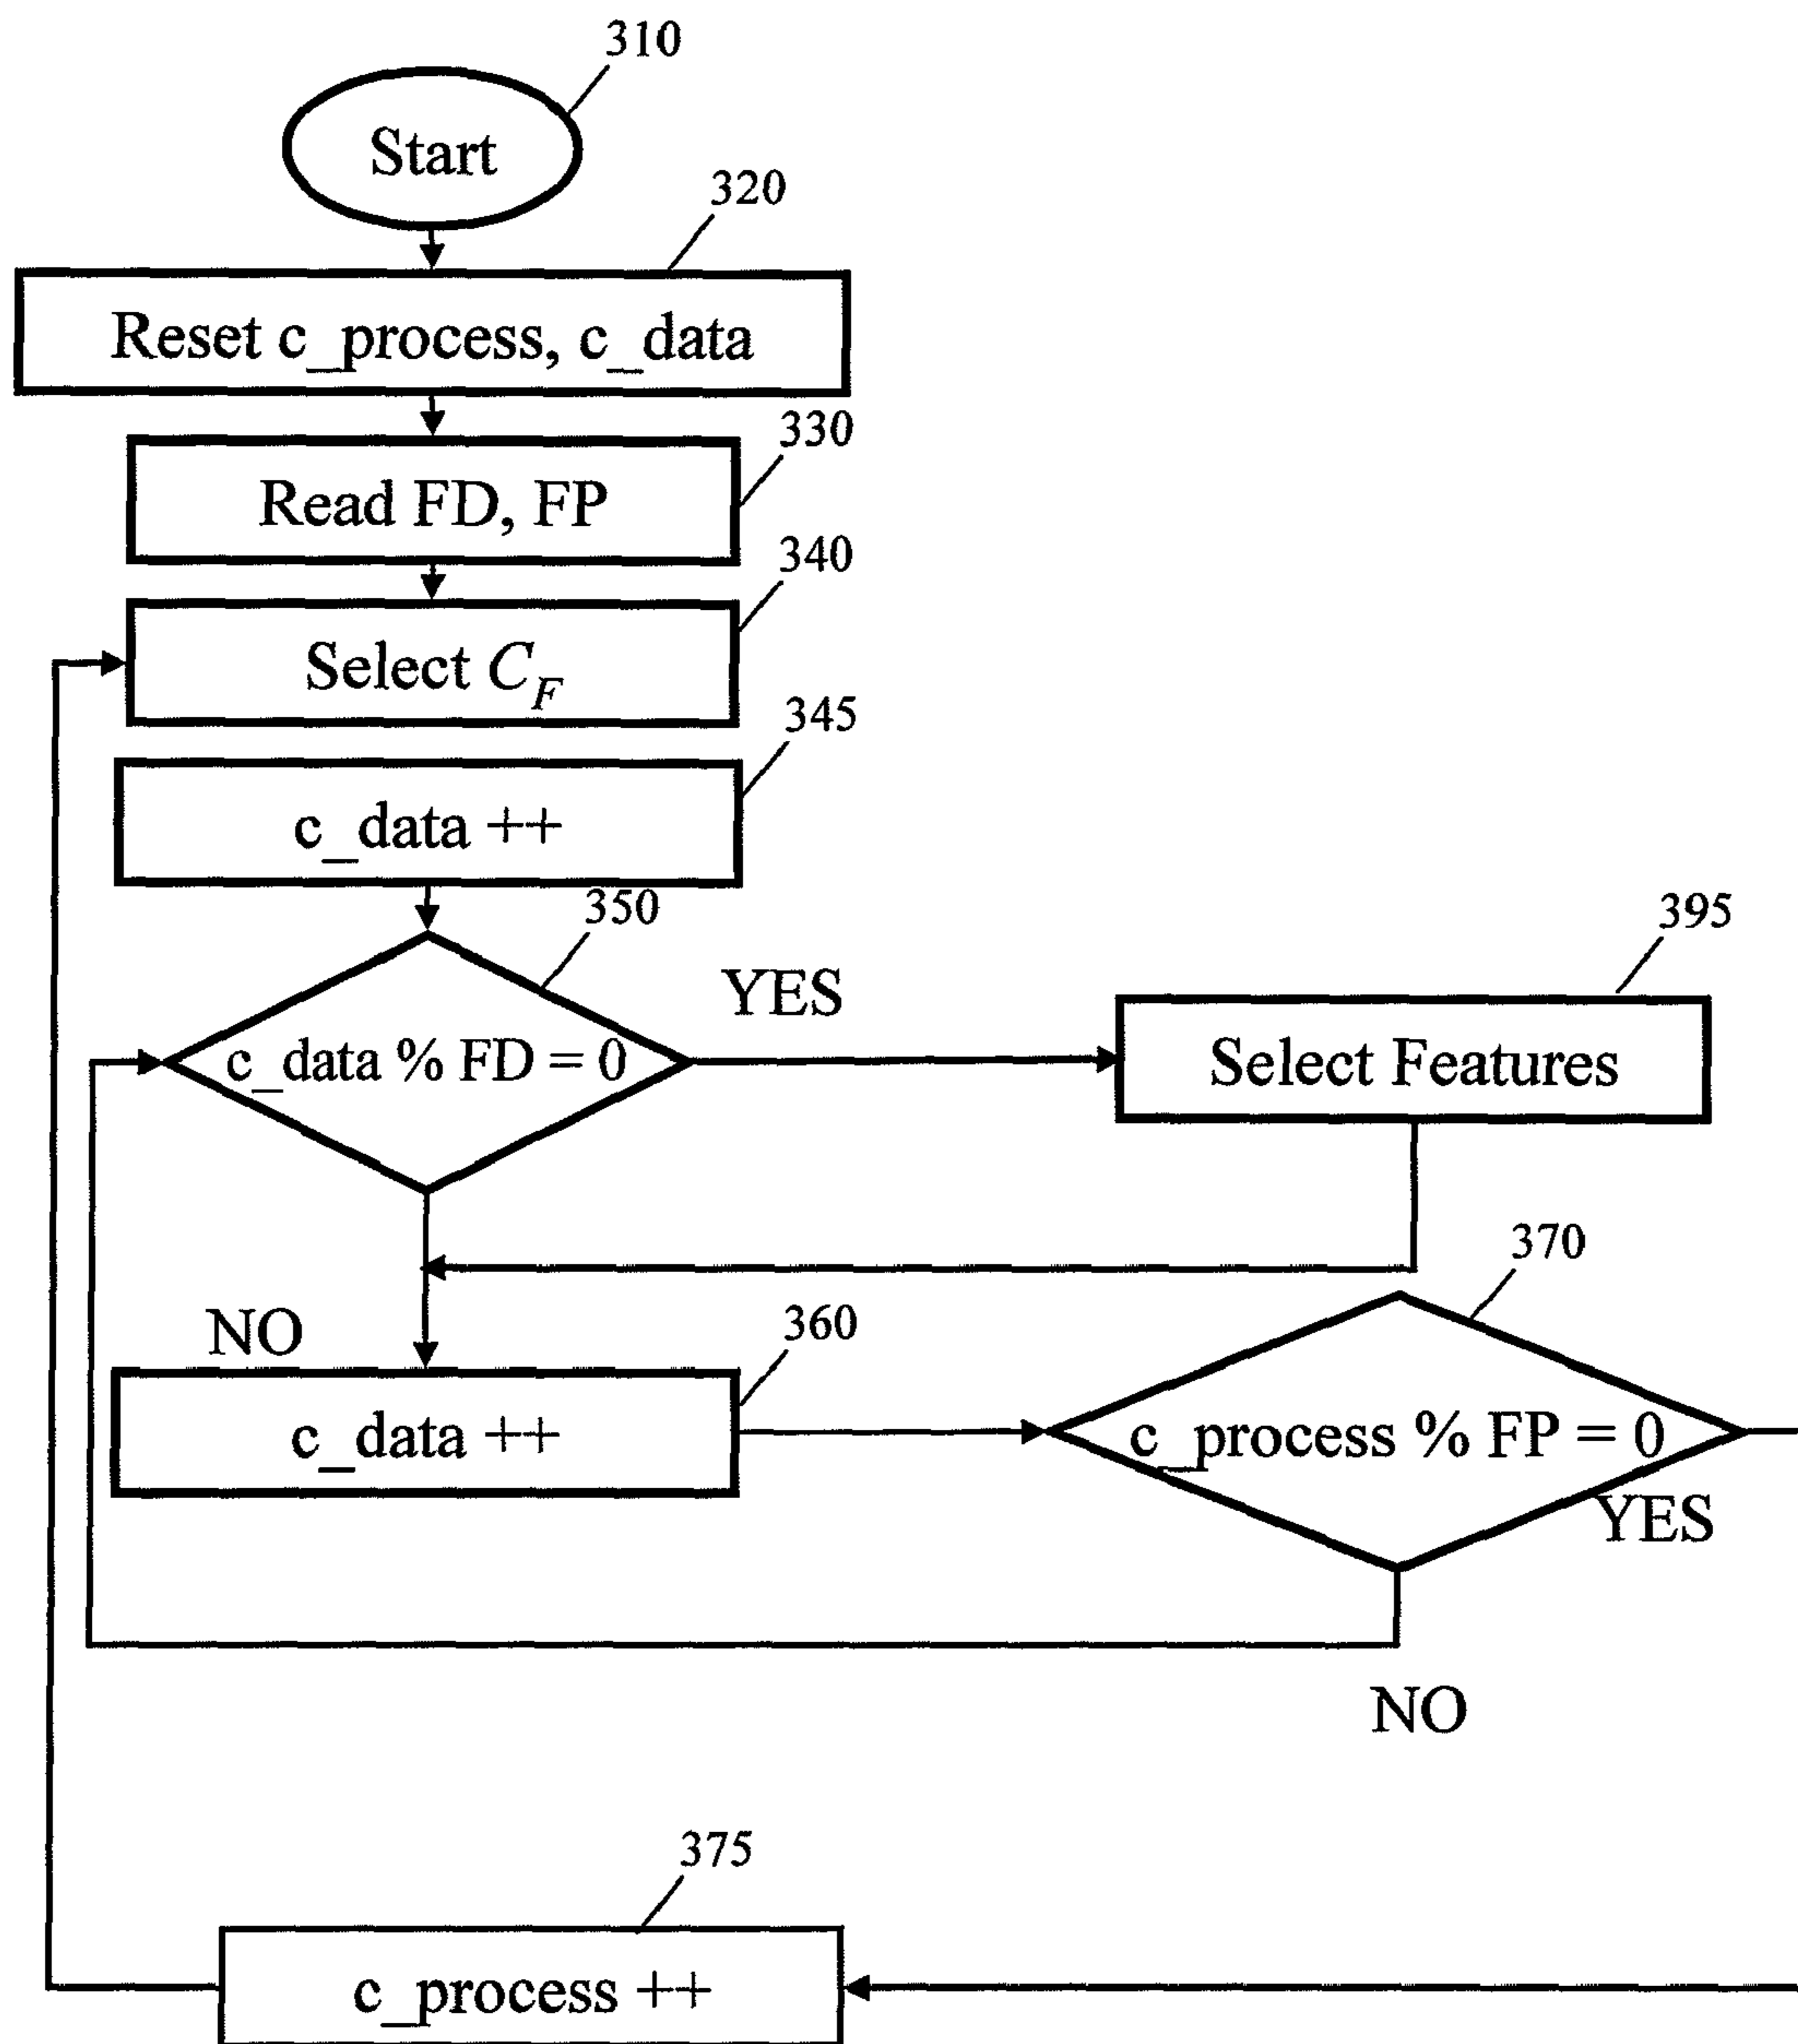 310
Start
320
Reset c_process, c_data
330
Read FD, FP
340
Select C_F
345
c_data ++
350
c_data % FD = 0
YES
395
Select Features
NO
360
c_data ++
370
c_process % FP = 0
YES
NO
375
c_process ++